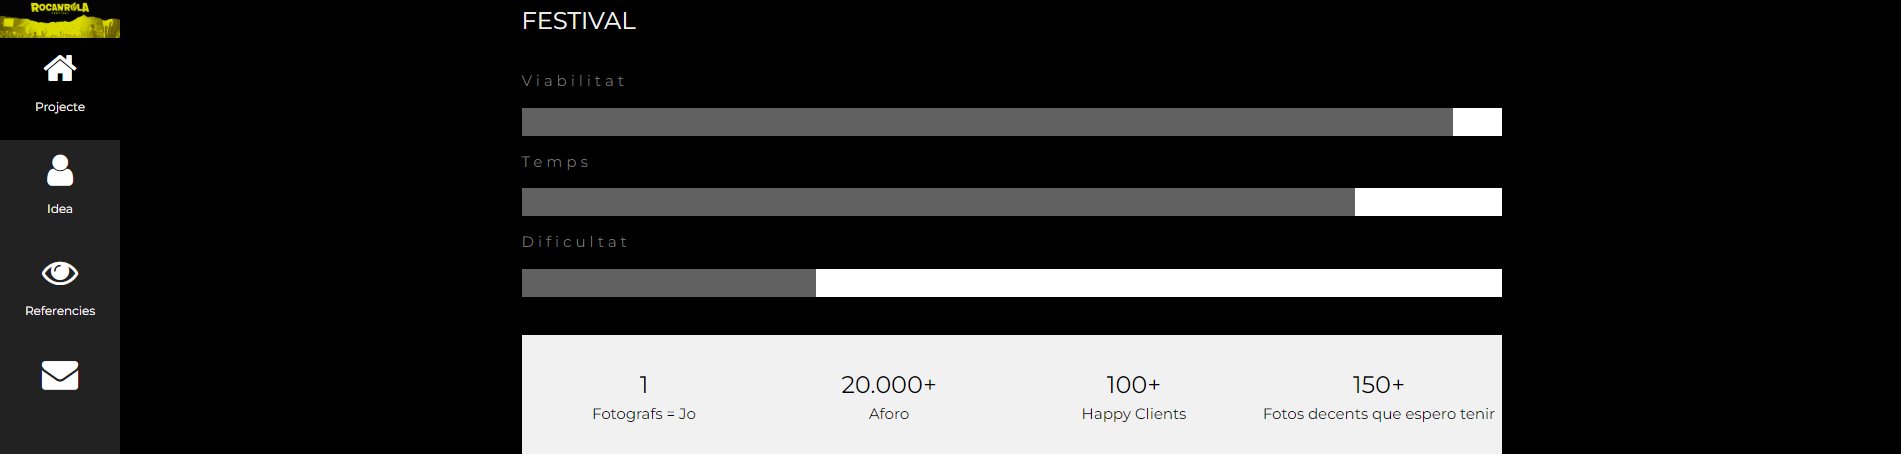 ROCANROLA
FESTIVAL
Projecte
Idea
Referencies
FESTIVAL
Viabilitat
Temps
Dificultat
1
Fotografs = Jo
20.000+
Aforo
100+
Happy Clients
150+
Fotos decents que espero tenir